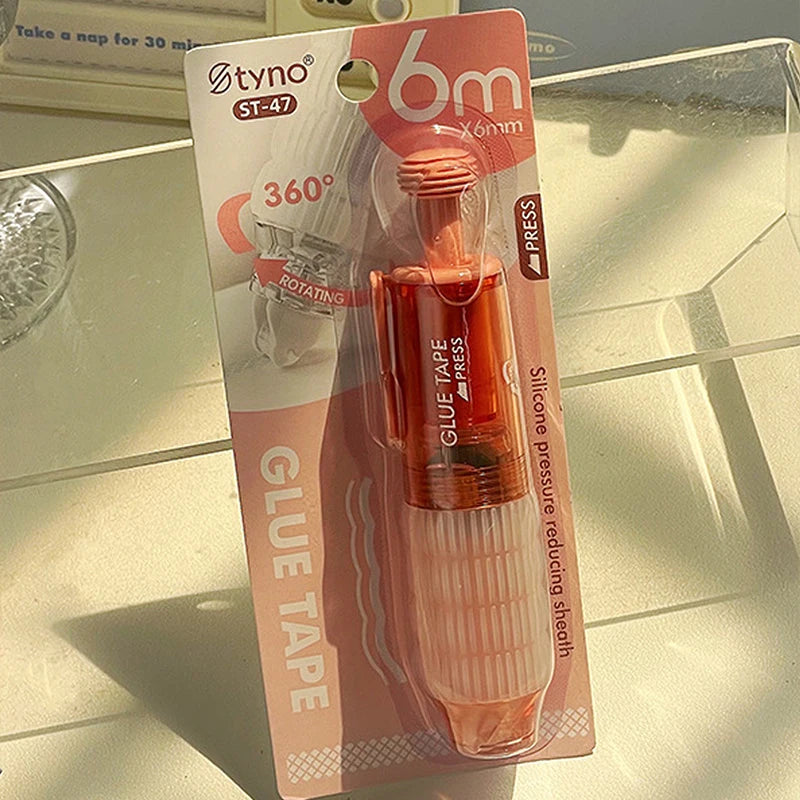 Take a nap for 30 min
Styno®
ST-47
6m
X6mm
360°
ROTATING
PRESS
GLUE TAPE
PRESS
Silicone pressure reducing sheath
GLUE TAPE